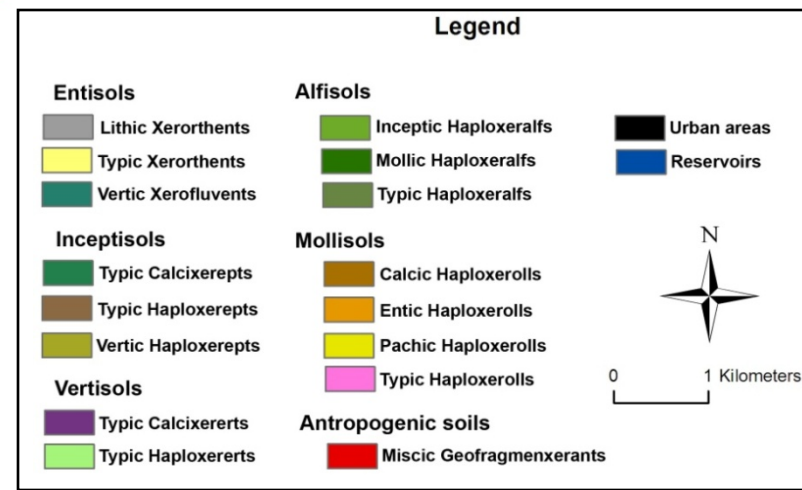 Legend
Entisols
Lithic Xerorthents
Typic Xerorthents
Vertic Xerofluvents
Inceptisols
Typic Calcixerepts
Typic Haploxerepts
Vertic Haploxerepts
Vertisols
Typic Calcixererts
Typic Haploxererts
Alfisols
Inceptic Haploxeralfs
Mollic Haploxeralfs
Typic Haploxeralfs
Mollisols
Calcic Haploxerolls
Entic Haploxerolls
Pachic Haploxerolls
Typic Haploxerolls
Antropogenic soils
Miscic Geofragmenxerants
Urban areas
Reservoirs
N
0 1 Kilometers